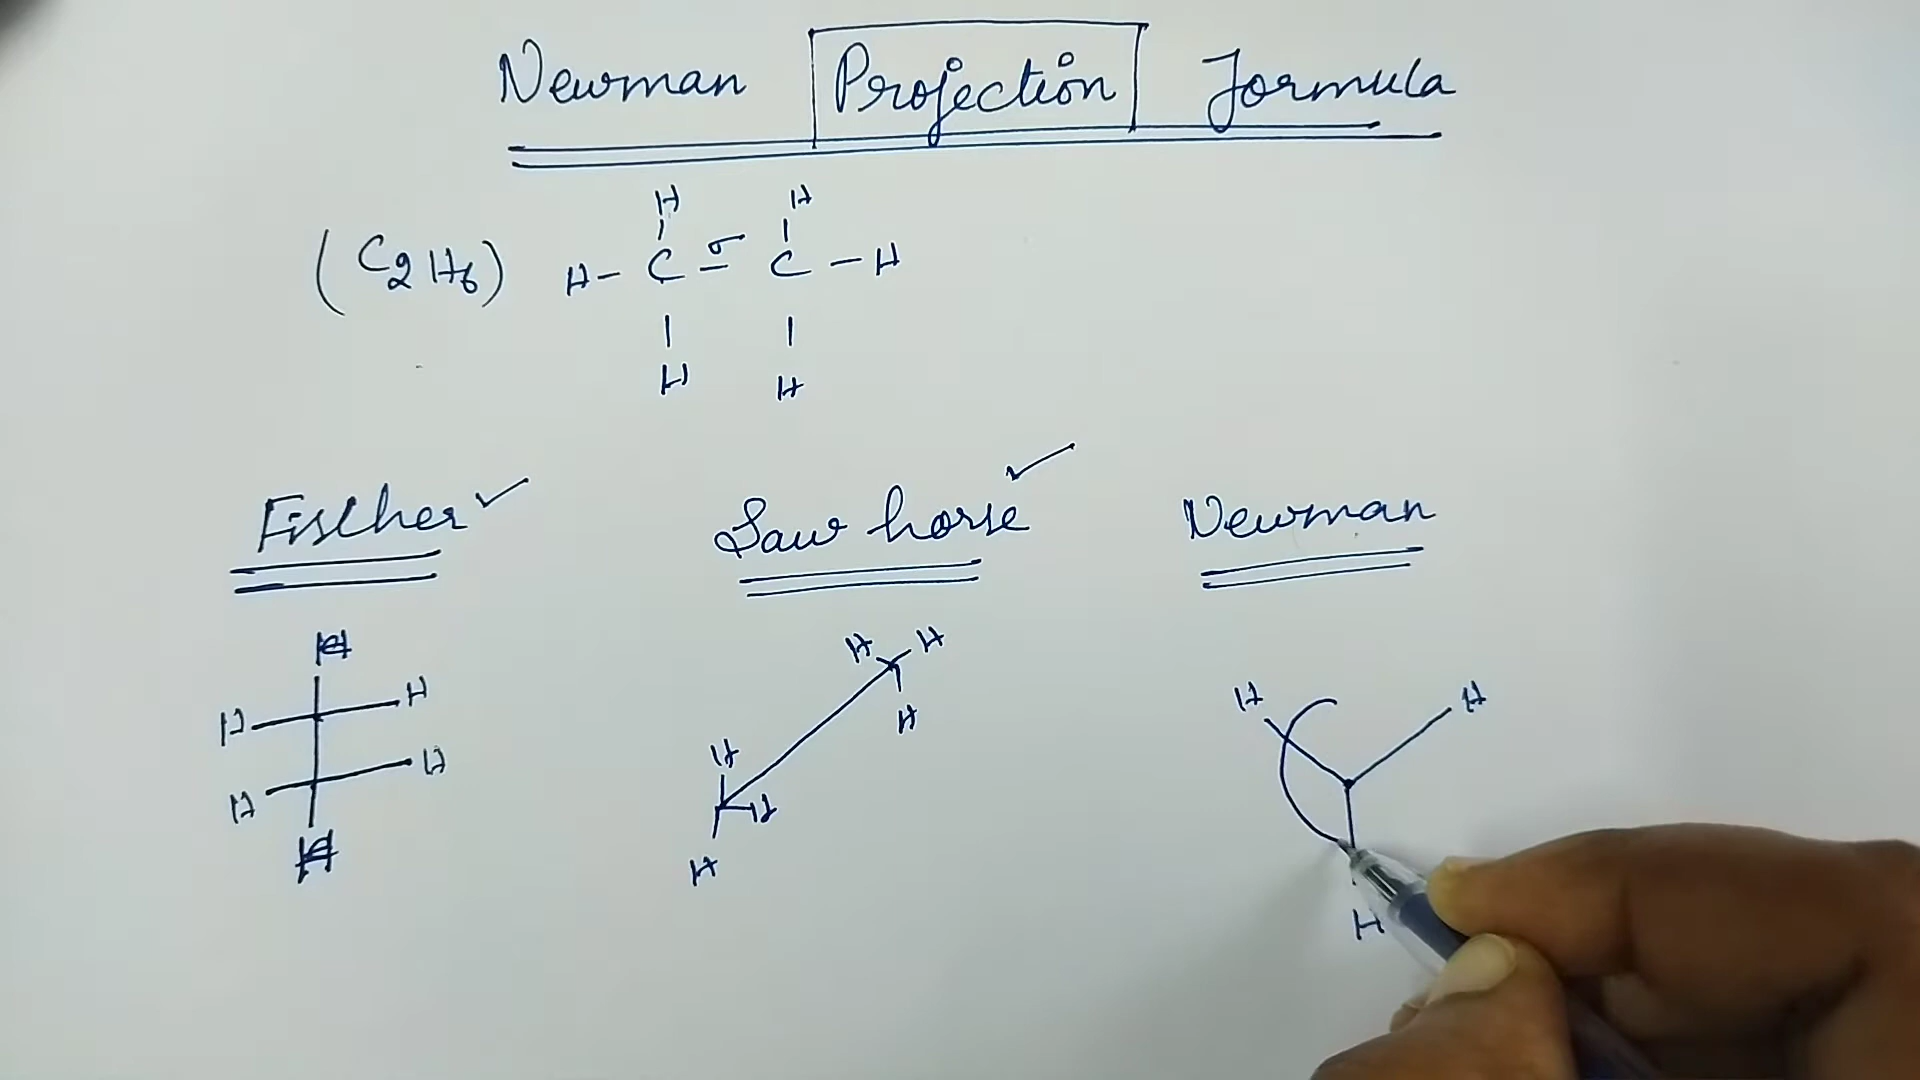 Newman Projection Formula
H H
(C2H6) H - C - σ C - H
H H
Fischer ✓ Saw horse ✓ Newman
H
H H
H H
H
H H
H
H
H
H
H H
H